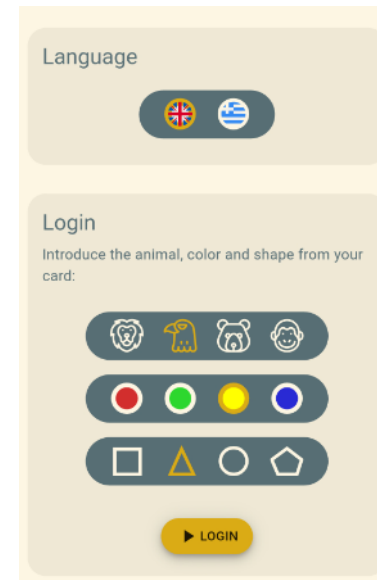 Language
Login
Introduce the animal, color and shape from your
card:
LOGIN